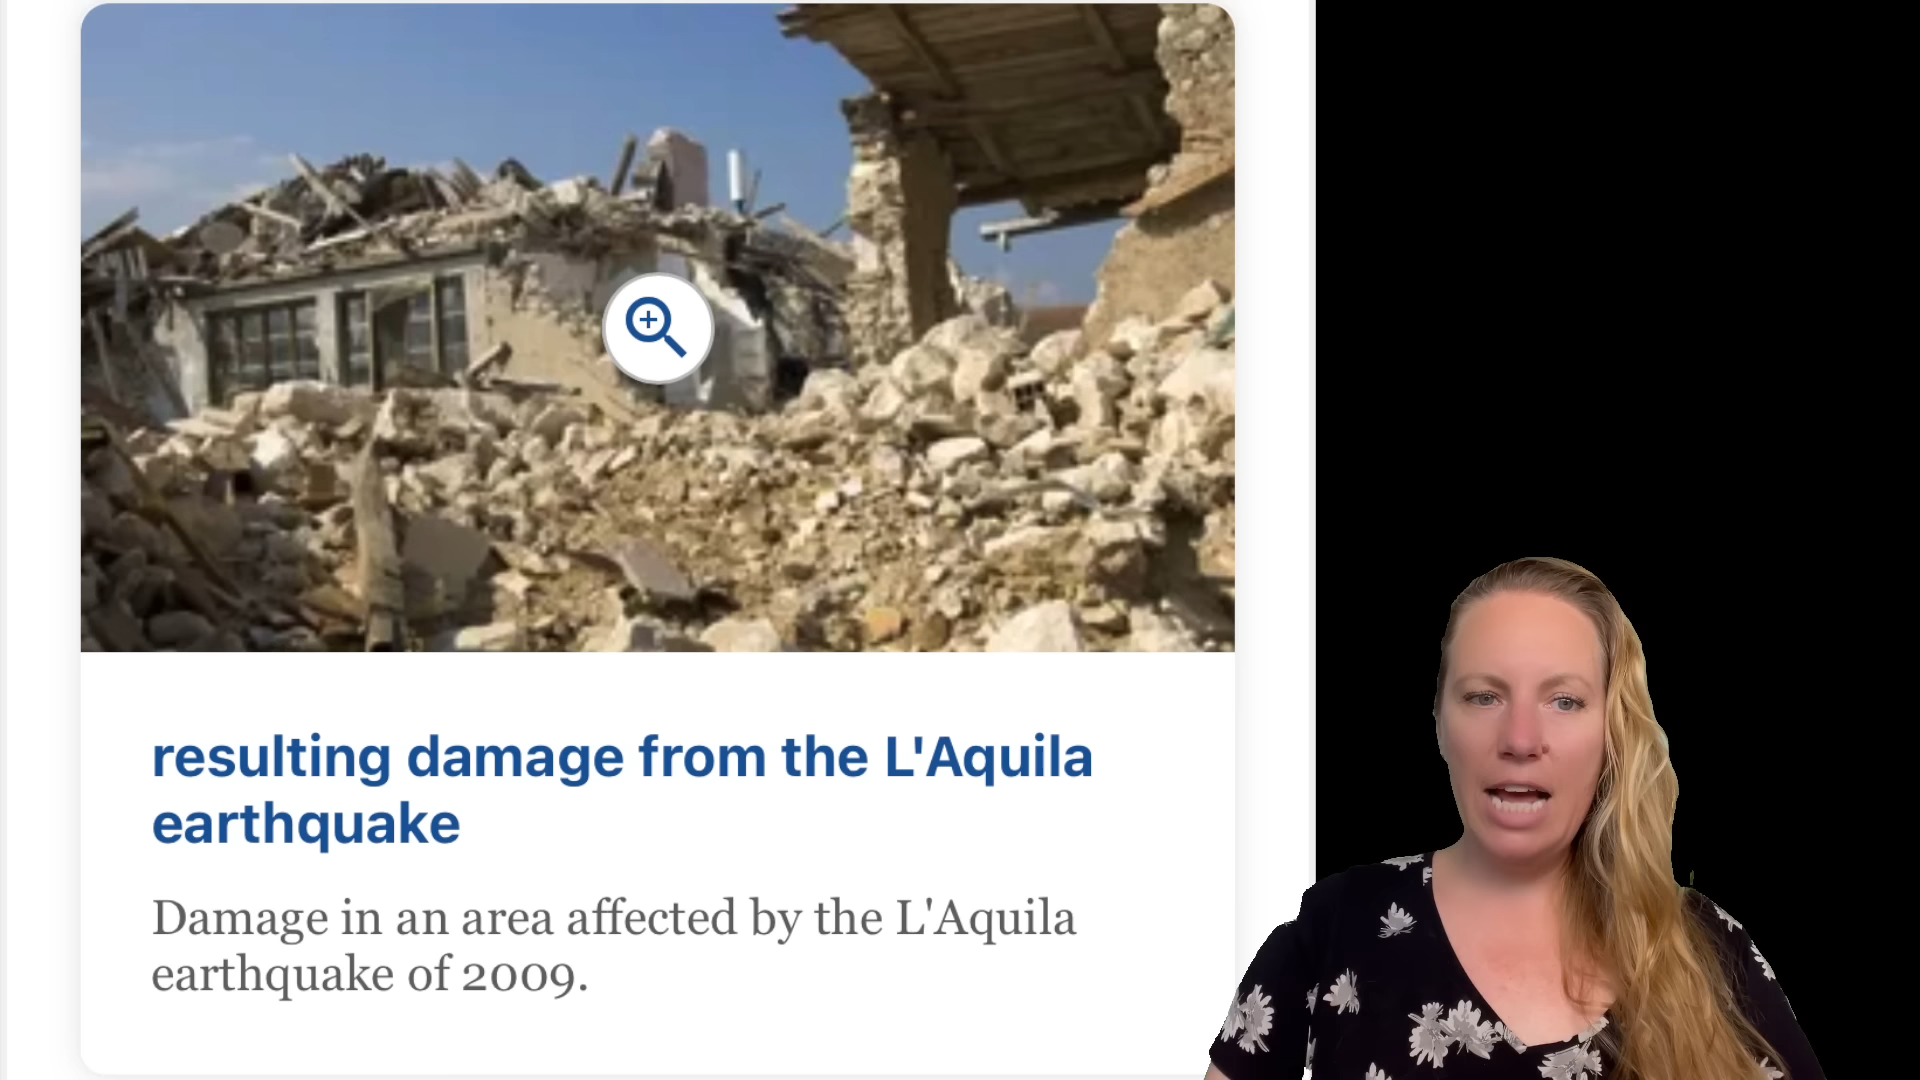 resulting damage from the L'Aquila
earthquake
Damage in an area affected by the L'Aquila
earthquake of 2009.